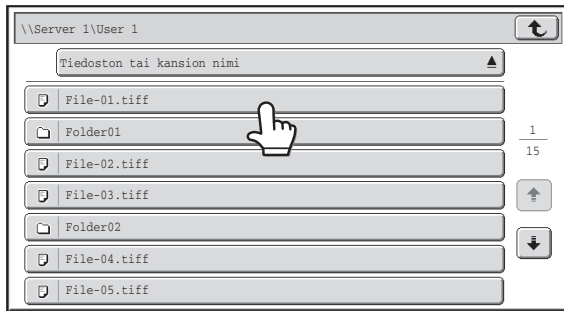 \\Server 1\User 1
Tiedoston tai kansion nimi
File-01.tiff
Folder01
File-02.tiff
File-03.tiff
Folder02
File-04.tiff
File-05.tiff
1
15